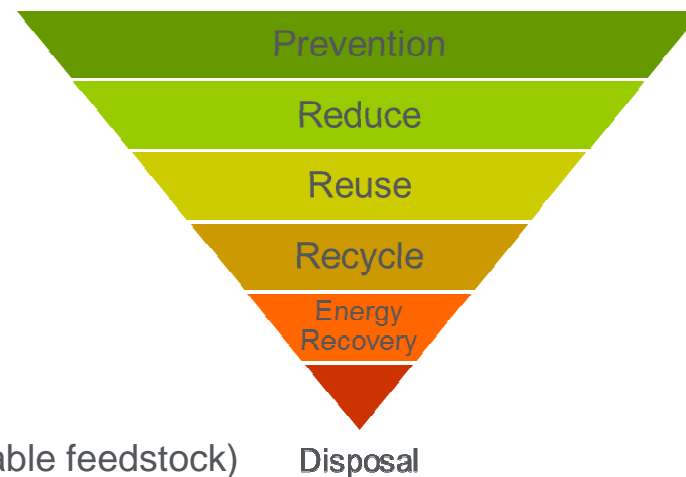 Prevention
Reduce
Reuse
Recycle
Energy
Recovery
able feedstock)
Disposal